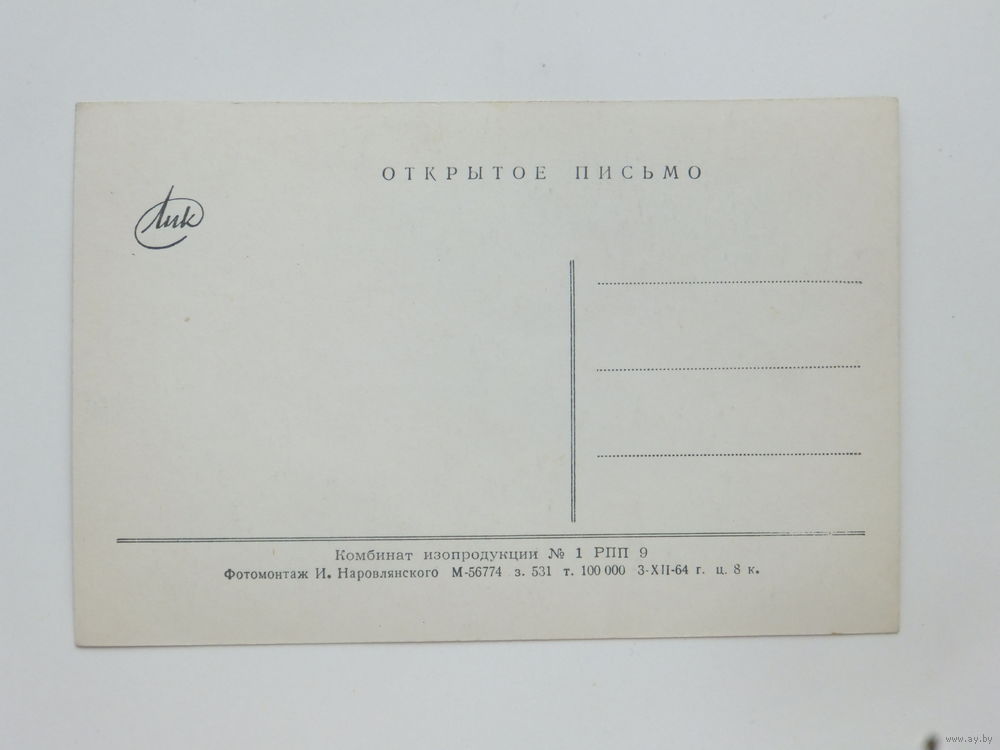 ОТКРЫТОЕ ПИСЬМО
Лик
Комбинат изопродукции № 1 РПП 9
Фотомонтаж И. Наровлянского М-56774 з. 531 т. 100 000 3-XII-64 г. ц. 8 к.
www.ay.by